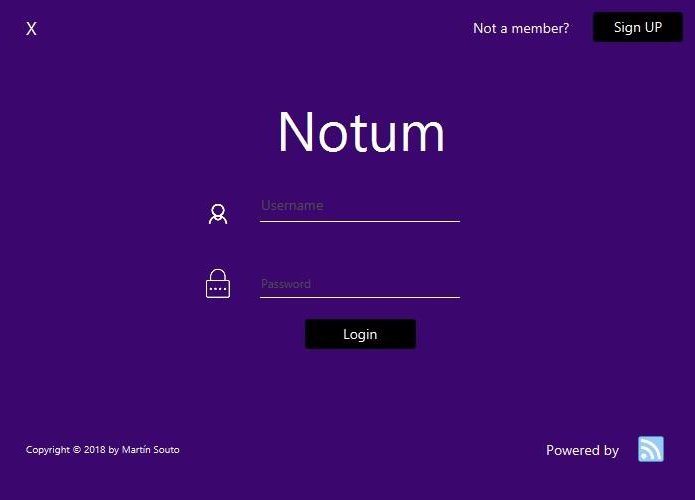 X
Not a member?
Sign UP
Notum
Username
Password
Login
Copyright © 2018 by Martín Souto
Powered by